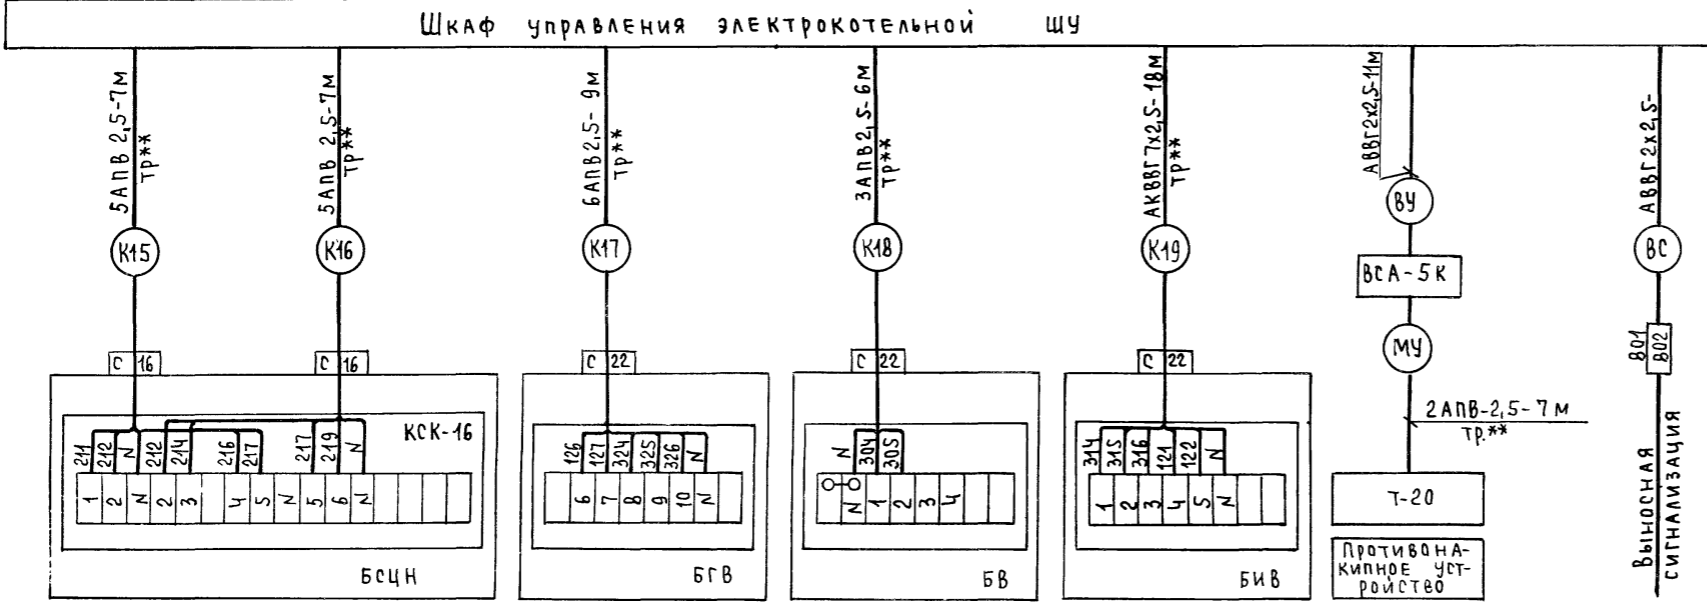 Шкаф управления электрокотельной ШУ
5АПВ 2,5-7м
тр**
5АПВ 2,5-7м
тр**
6АПВ2,5-9м
тр**
3АПВ2,5-6м
тр**
АКВВГ7х2,5-18м
тр**
АВВГ2х2,5-11м
АВВГ2х2,5-
К15
К16
К17
К18
К19
ВУ
ВС
ВСА-5К
МУ
801
802
С 16
С 16
С 22
С 22
С 22
2АПВ-2,5-7м
тр.**
КСК-16
211 212 N 212 214 216 217 217 219 N
1 2 N 2 3 4 5 N 5 6 N
БСЦН
126 127 324 325 326 N
6 7 8 9 10 N
БГВ
N 304 305
N 1 2 3 4
БВ
314 315 316 121 122 N
1 2 3 4 5 N
БИВ
Т-20
Противона-
кипное уст-
ройство
Выносная
сигнализация